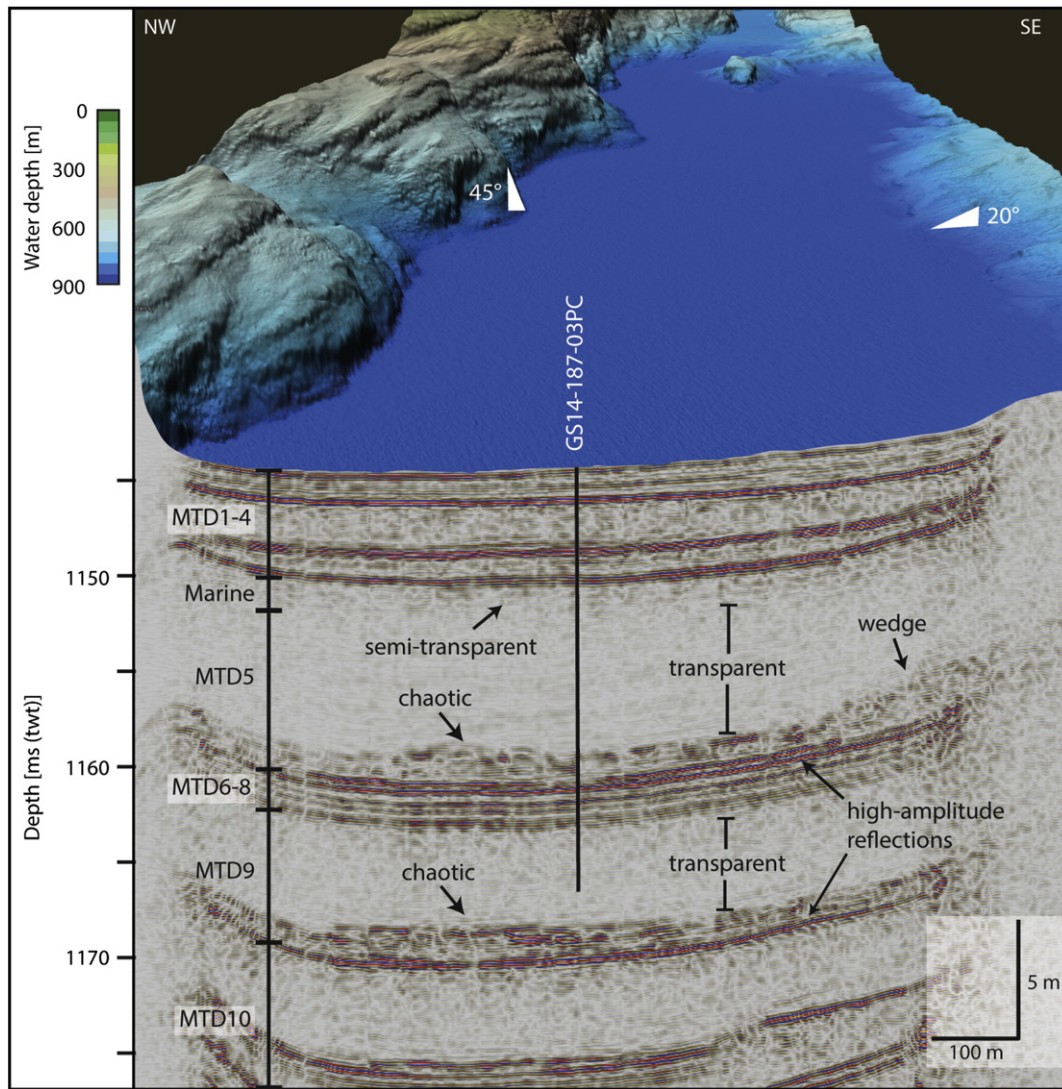 NW
SE
0
300
600
900
Water depth [m]
45°
20°
GS14-187-03PC
MTD1-4
1150
Marine
semi-transparent
wedge
transparent
MTD5
chaotic
1160
MTD6-8
high-amplitude
reflections
transparent
MTD9
chaotic
1170
MTD10
5 m
100 m
Depth [ms (twt)]